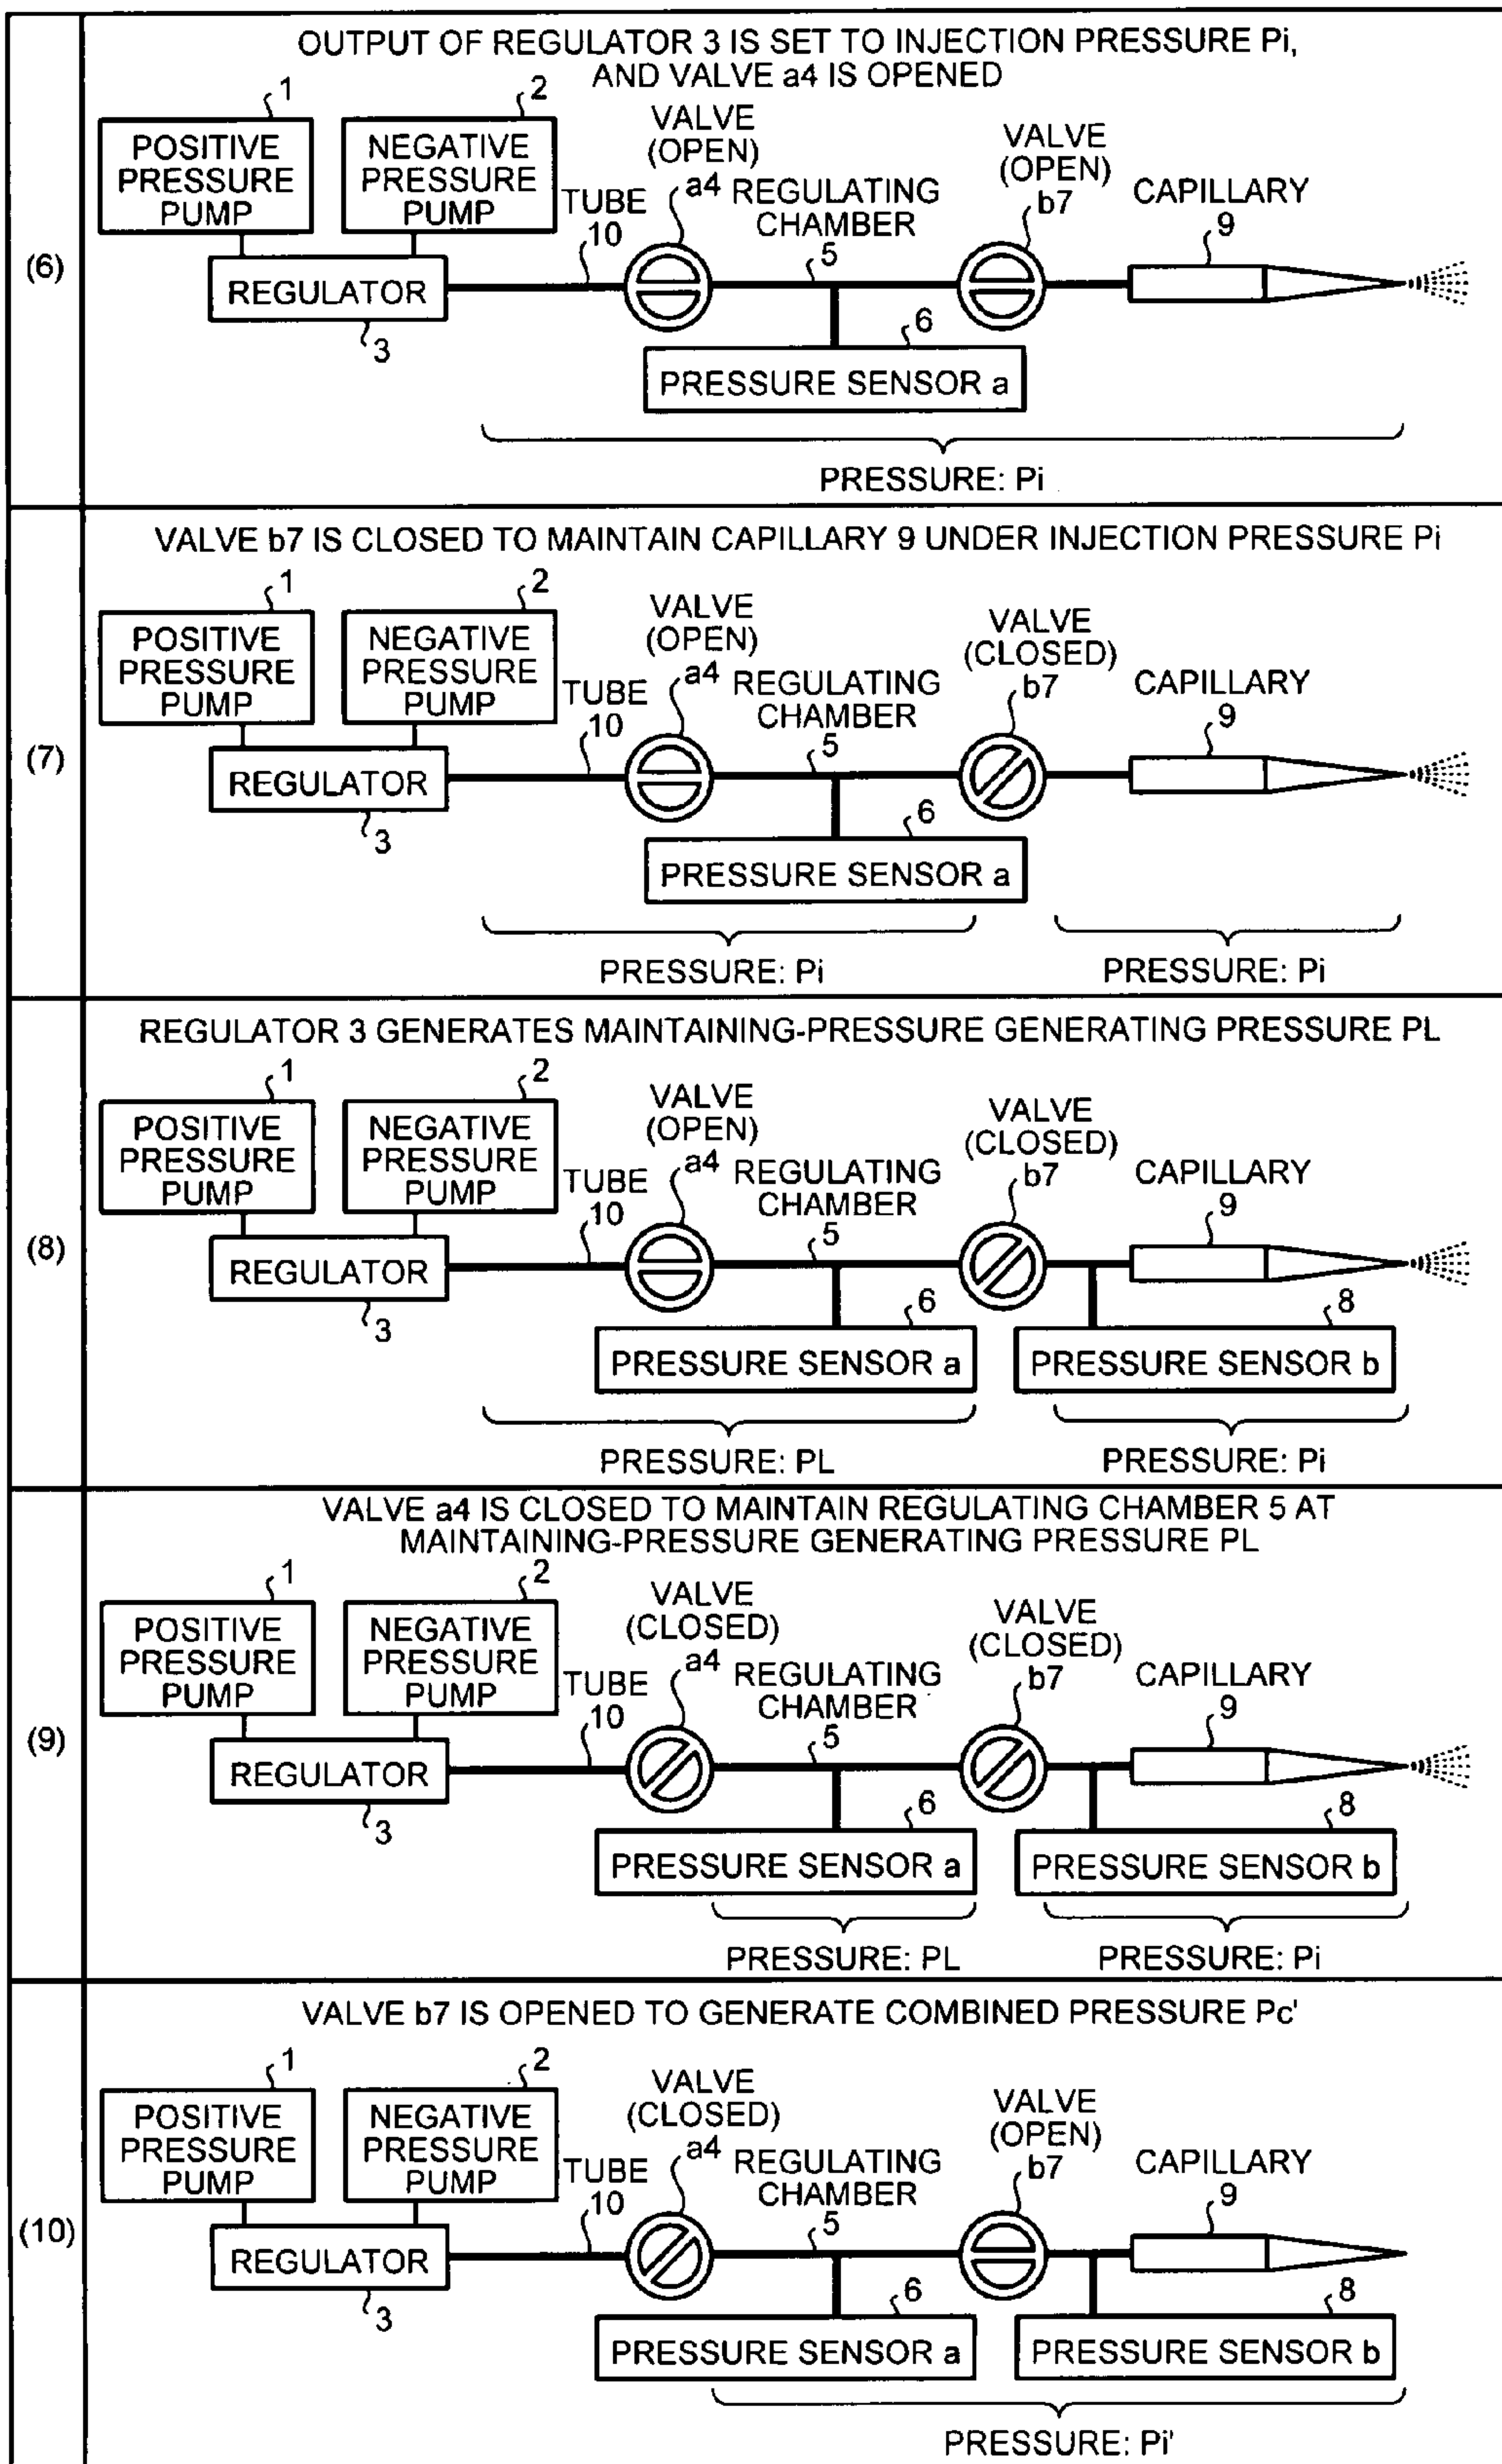 (6)
OUTPUT OF REGULATOR 3 IS SET TO INJECTION PRESSURE Pi,
AND VALVE a4 IS OPENED
1
POSITIVE
PRESSURE
PUMP
2
NEGATIVE
PRESSURE
PUMP
REGULATOR
3
TUBE
10
VALVE
(OPEN)
a4
REGULATING
CHAMBER
5
VALVE
(OPEN)
b7
CAPILLARY
9
6
PRESSURE SENSOR a
PRESSURE: Pi
(7)
VALVE b7 IS CLOSED TO MAINTAIN CAPILLARY 9 UNDER INJECTION PRESSURE Pi
1
POSITIVE
PRESSURE
PUMP
2
NEGATIVE
PRESSURE
PUMP
REGULATOR
3
TUBE
10
VALVE
(OPEN)
a4
REGULATING
CHAMBER
5
VALVE
(CLOSED)
b7
CAPILLARY
9
6
PRESSURE SENSOR a
PRESSURE: Pi
PRESSURE: Pi
(8)
REGULATOR 3 GENERATES MAINTAINING-PRESSURE GENERATING PRESSURE PL
1
POSITIVE
PRESSURE
PUMP
2
NEGATIVE
PRESSURE
PUMP
REGULATOR
3
TUBE
10
VALVE
(OPEN)
a4
REGULATING
CHAMBER
5
VALVE
(CLOSED)
b7
CAPILLARY
9
6
PRESSURE SENSOR a
8
PRESSURE SENSOR b
PRESSURE: PL
PRESSURE: Pi
(9)
VALVE a4 IS CLOSED TO MAINTAIN REGULATING CHAMBER 5 AT
MAINTAINING-PRESSURE GENERATING PRESSURE PL
1
POSITIVE
PRESSURE
PUMP
2
NEGATIVE
PRESSURE
PUMP
REGULATOR
3
TUBE
10
VALVE
(CLOSED)
a4
REGULATING
CHAMBER
5
VALVE
(CLOSED)
b7
CAPILLARY
9
6
PRESSURE SENSOR a
8
PRESSURE SENSOR b
PRESSURE: PL
PRESSURE: Pi
(10)
VALVE b7 IS OPENED TO GENERATE COMBINED PRESSURE Pc'
1
POSITIVE
PRESSURE
PUMP
2
NEGATIVE
PRESSURE
PUMP
REGULATOR
3
TUBE
10
VALVE
(CLOSED)
a4
REGULATING
CHAMBER
5
VALVE
(OPEN)
b7
CAPILLARY
9
6
PRESSURE SENSOR a
8
PRESSURE SENSOR b
PRESSURE: Pi'